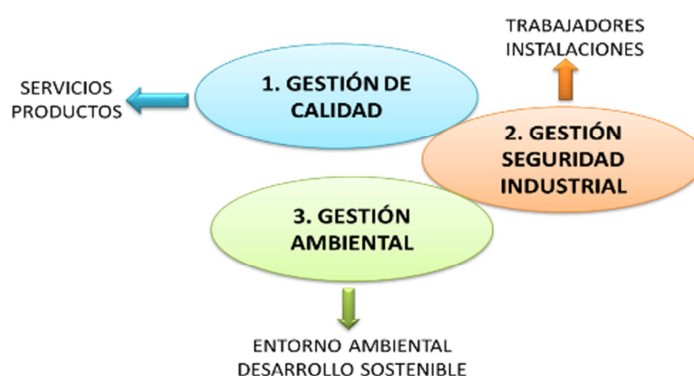 TRABAJADORES
INSTALACIONES
SERVICIOS
PRODUCTOS
1. GESTIÓN DE
CALIDAD
2. GESTIÓN
SEGURIDAD
INDUSTRIAL
3. GESTIÓN
AMBIENTAL
ENTORNO AMBIENTAL
DESARROLLO SOSTENIBLE